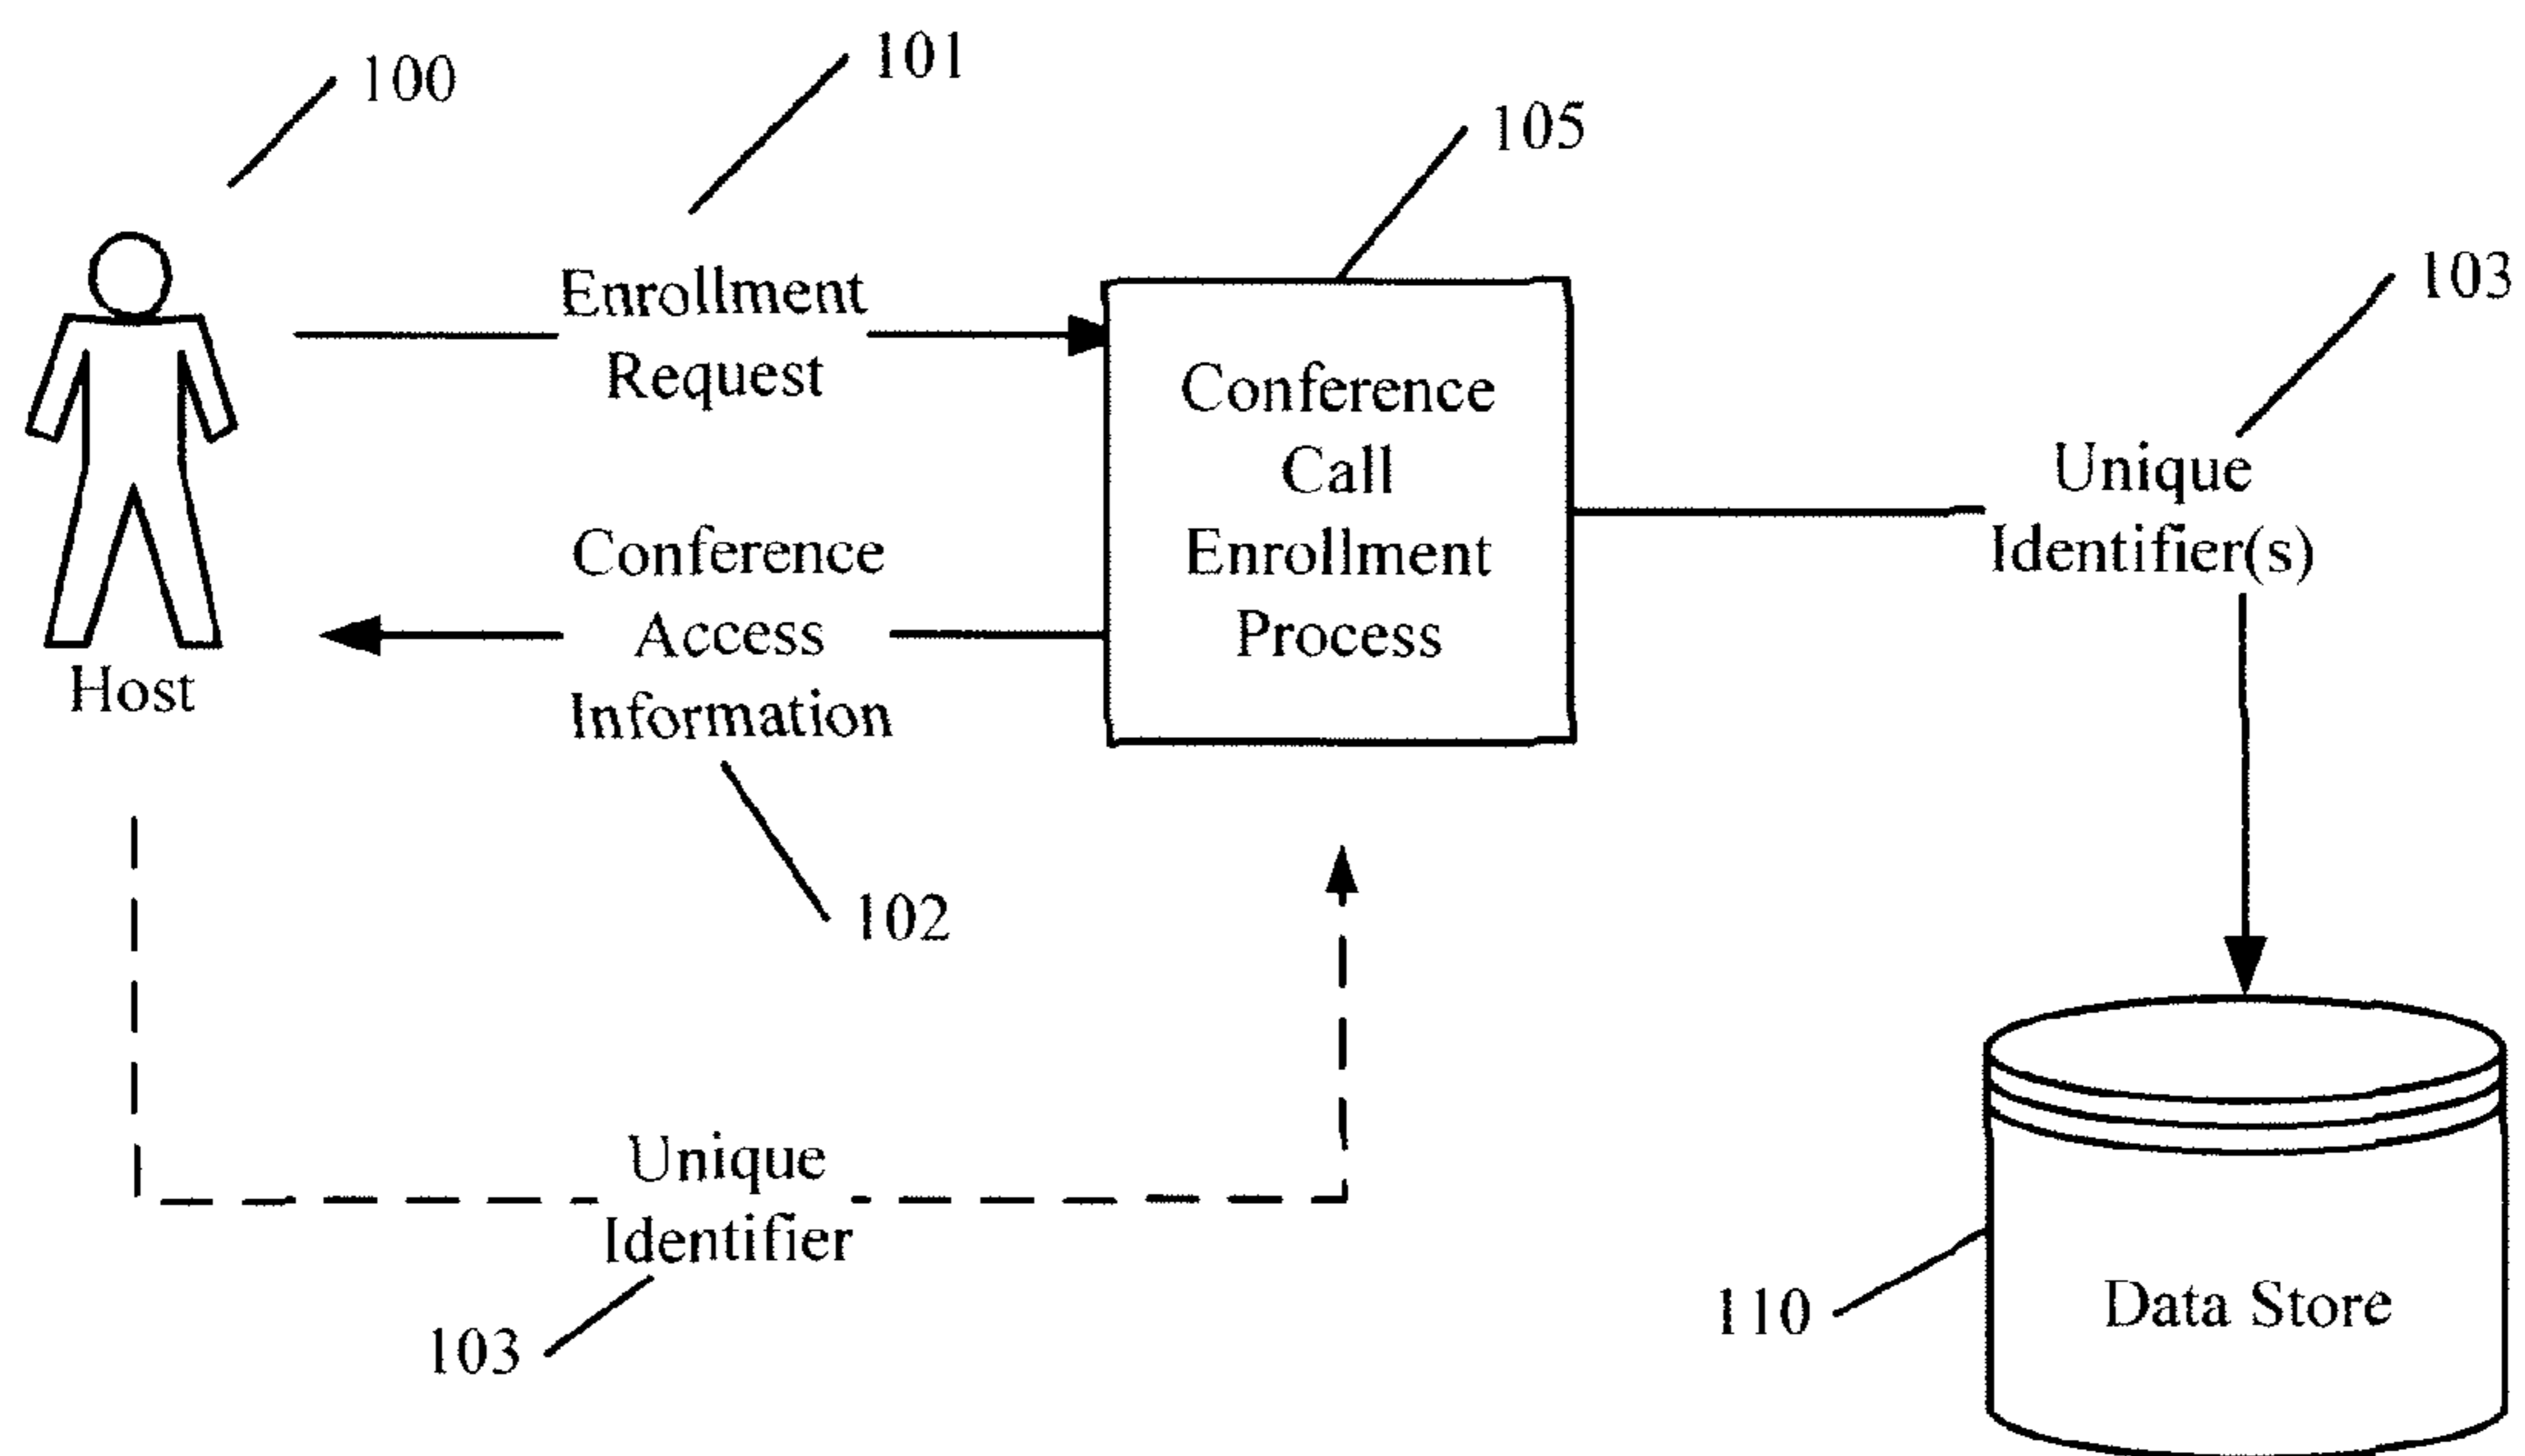 100
101
105
103
Enrollment
Request
Conference
Call
Enrollment
Process
Unique
Identifier(s)
Conference
Access
Information
Host
102
Unique
Identifier
103
110
Data Store